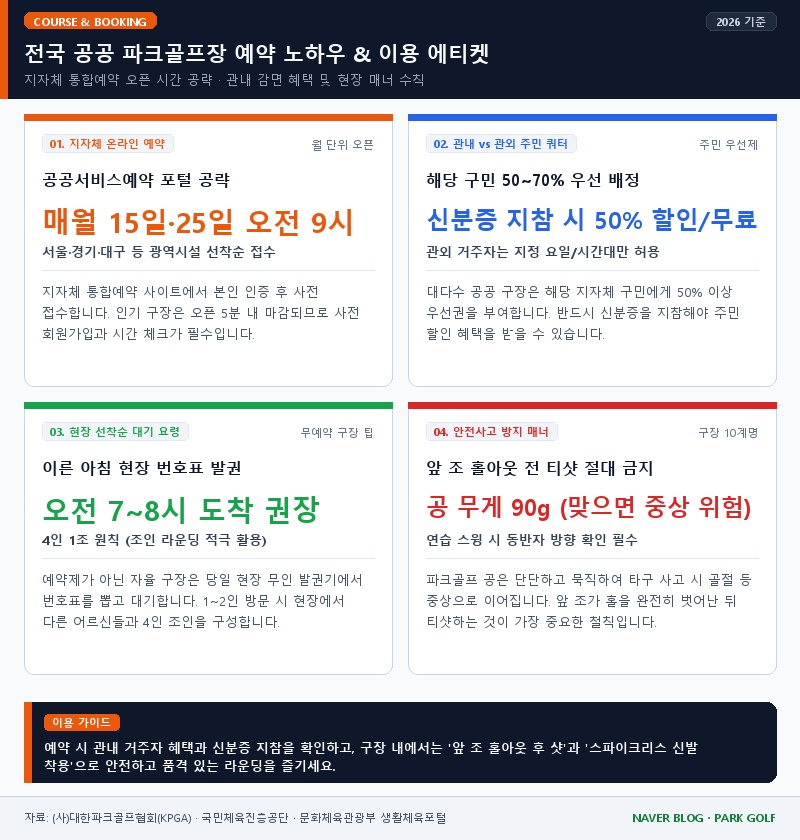 COURSE & BOOKING
2026 기준
전국 공공 파크골프장 예약 노하우 & 이용 에티켓
지자체 통합예약 오픈 시간 공략 · 관내 감면 혜택 및 현장 매너 수칙
01. 지자체 온라인 예약
월 단위 오픈
공공서비스예약 포털 공략
매월 15일·25일 오전 9시
서울·경기·대구 등 광역시설 선착순 접수
지자체 통합예약 사이트에서 본인 인증 후 사전
접수합니다. 인기 구장은 오픈 5분 내 마감되므로 사전
회원가입과 시간 체크가 필수입니다.
02. 관내 vs 관외 주민 쿼터
주민 우선제
해당 구민 50~70% 우선 배정
신분증 지참 시 50% 할인/무료
관외 거주자는 지정 요일/시간대만 허용
대다수 공공 구장은 해당 지자체 구민에게 50% 이상
우선권을 부여합니다. 반드시 신분증을 지참해야 주민
할인 혜택을 받을 수 있습니다.
03. 현장 선착순 대기 요령
무예약 구장 팁
이른 아침 현장 번호표 발권
오전 7~8시 도착 권장
4인 1조 원칙 (조인 라운딩 적극 활용)
예약제가 아닌 자율 구장은 당일 현장 무인 발권기에서
번호표를 뽑고 대기합니다. 1~2인 방문 시 현장에서
다른 어르신들과 4인 조인을 구성합니다.
04. 안전사고 방지 매너
구장 10계명
앞 조 홀아웃 전 티샷 절대 금지
공 무게 90g (맞으면 중상 위험)
연습 스윙 시 동반자 방향 확인 필수
파크골프 공은 단단하고 묵직하여 타구 사고 시 골절 등
중상으로 이어집니다. 앞 조가 홀을 완전히 벗어난 뒤
티샷하는 것이 가장 중요한 철칙입니다.
이용 가이드
예약 시 관내 거주자 혜택과 신분증 지참을 확인하고, 구장 내에서는 '앞 조 홀아웃 후 샷'과 '스파이크리스 신발
착용'으로 안전하고 품격 있는 라운딩을 즐기세요.
자료: (사)대한파크골프협회(KPGA) · 국민체육진흥공단 · 문화체육관광부 생활체육포털
NAVER BLOG · PARK GOLF